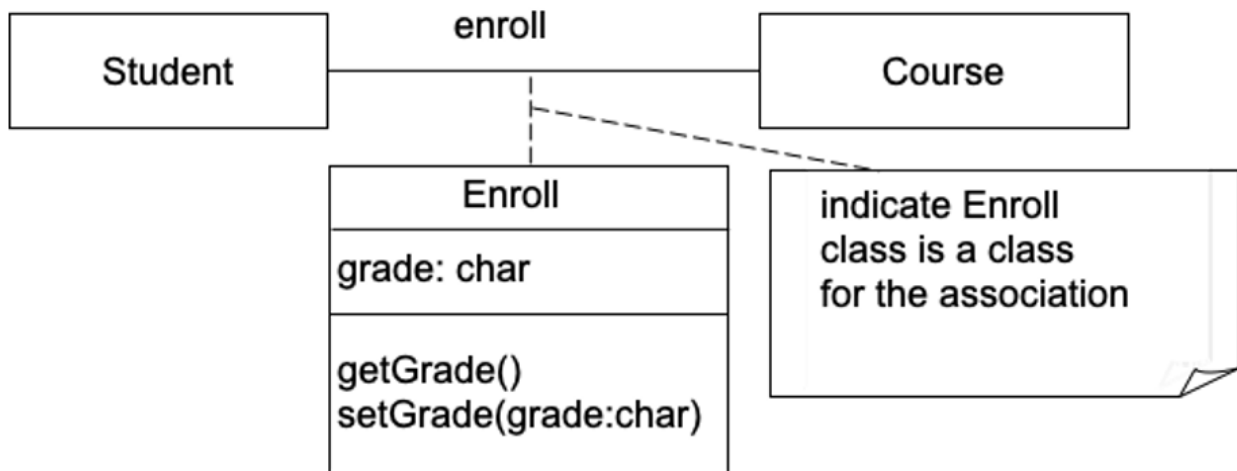 enroll
Student
Course
Enroll
grade: char
getGrade()
setGrade(grade:char)
indicate Enroll
class is a class
for the association